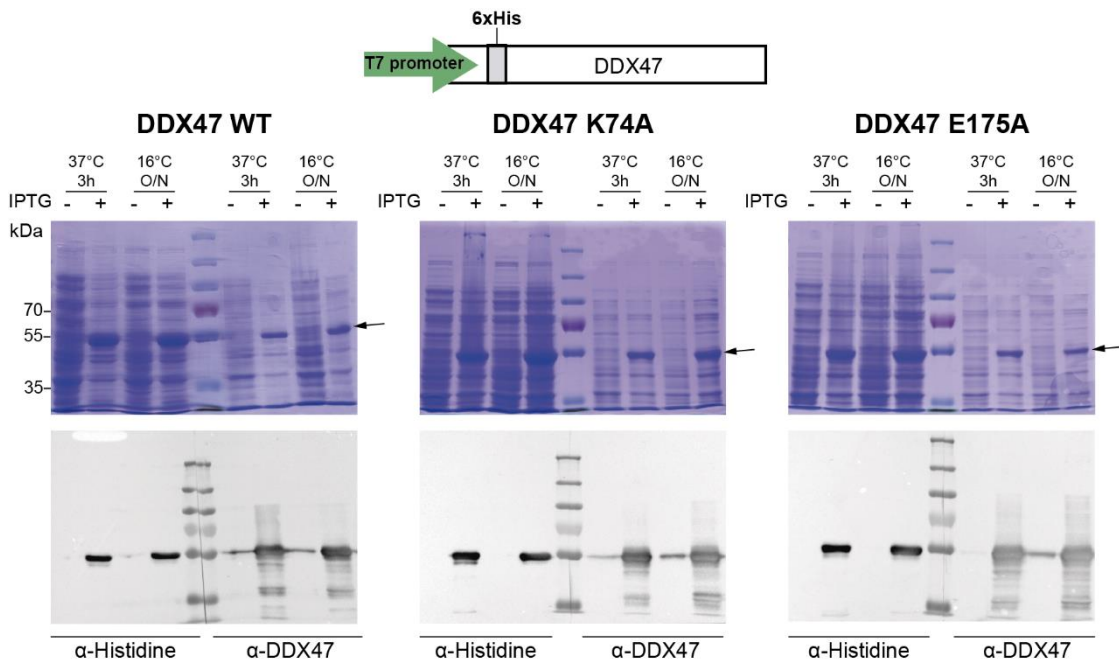 6xHis
T7 promoter
DDX47
DDX47 WT
DDX47 K74A
DDX47 E175A
37°C 16°C 37°C 16°C
3h O/N 3h O/N
37°C 16°C 37°C 16°C
3h O/N 3h O/N
37°C 16°C 37°C 16°C
3h O/N 3h O/N
IPTG - + - + - + - +
IPTG - + - + - + - +
IPTG - + - + - + - +
kDa
70
55
35
α-Histidine α-DDX47
α-Histidine α-DDX47
α-Histidine α-DDX47